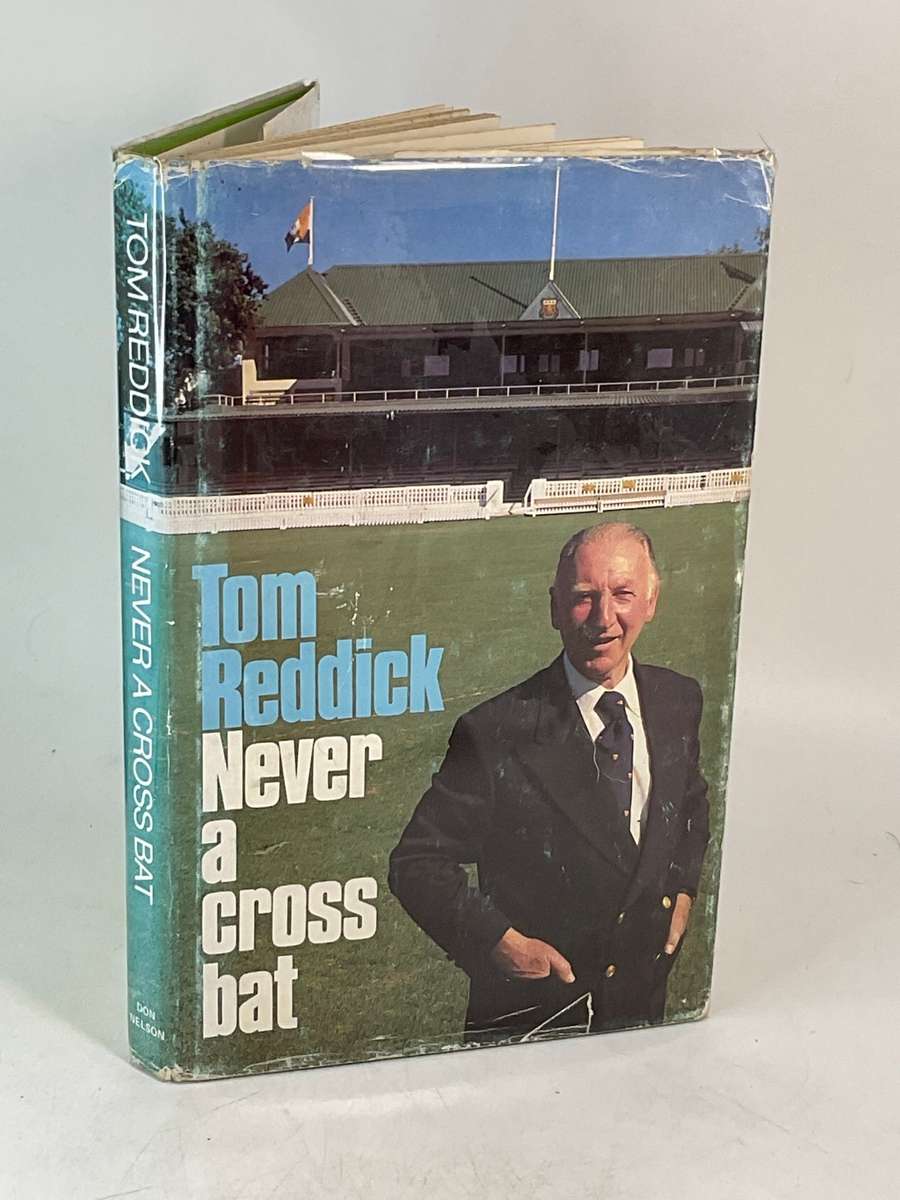 TOM REDDICK NEVER A CROSS BAT
DON
NELSON
Tom
Reddick
Never
a
cross
bat